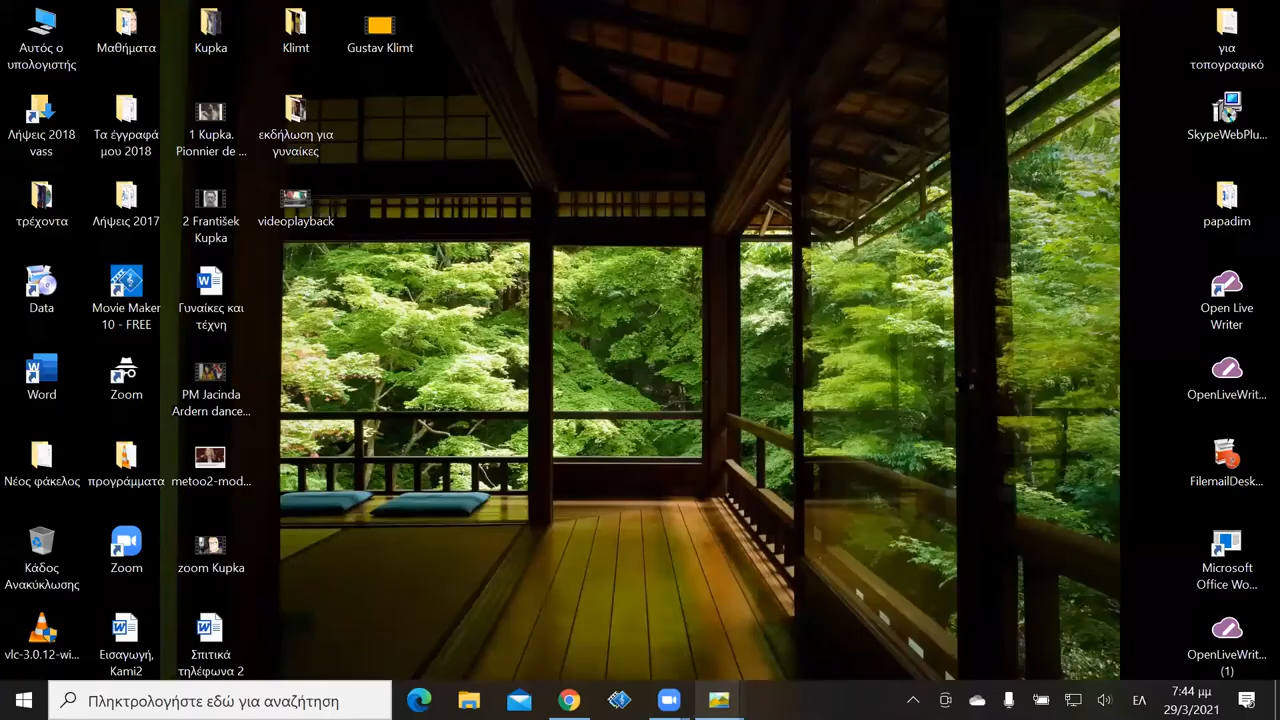 Αυτός ο
υπολογιστής
Μαθήματα
Kupka
Klimt
Gustav Klimt
για
τοπογραφικό
Λήψεις 2018
vass
Τα έγγραφά
μου 2018
1 Kupka.
Pionnier de ...
εκδήλωση για
γυναίκες
SkypeWebPlu...
τρέχοντα
Λήψεις 2017
2 František
Kupka
videoplayback
papadim
Data
Movie Maker
10 - FREE
Γυναίκες και
τέχνη
Open Live
Writer
Word
Zoom
PM Jacinda
Ardern dance...
OpenLiveWrit...
Νέος φάκελος
προγράμματα
metoo2-mod...
FilemailDesk...
Κάδος
Ανακύκλωσης
Zoom
zoom Kupka
Microsoft
Office Wo...
vlc-3.0.12-wi...
Εισαγωγή,
Kami2
Σπιτικά
τηλέφωνα 2
OpenLiveWrit...
(1)
Πληκτρολογήστε εδώ για αναζήτηση
ΕΛ
7:44 μμ
29/3/2021